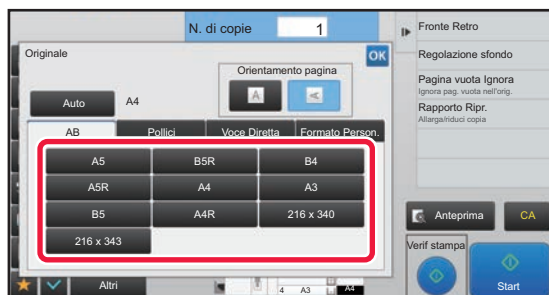 N. di copie 1
Originale
OK
Orientamento pagina
Auto A4
A A
AB Pollici Voce Diretta Formato Person.
A5 B5R B4
A5R A4 A3
B5 A4R 216 x 340
216 x 343
Altri
4 A3 A4
Fronte Retro
Regolazione sfondo
Pagina vuota Ignora
Ignora pag. vuota nell'orig.
Rapporto Ripr.
Allarga/riduci copia
Anteprima CA
Verif stampa
Start